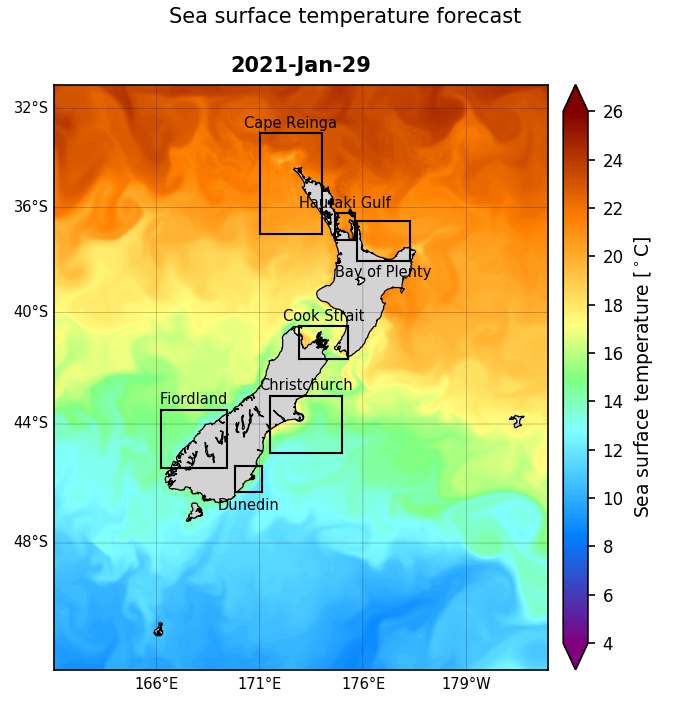 Sea surface temperature forecast
2021-Jan-29
32°S
36°S
40°S
44°S
48°S
Cape Reinga
Hauraki Gulf
Bay of Plenty
Cook Strait
Christchurch
Fiordland
Dunedin
166°E
171°E
176°E
179°W
26
24
22
20
18
16
14
12
10
8
6
4
Sea surface temperature [°C]